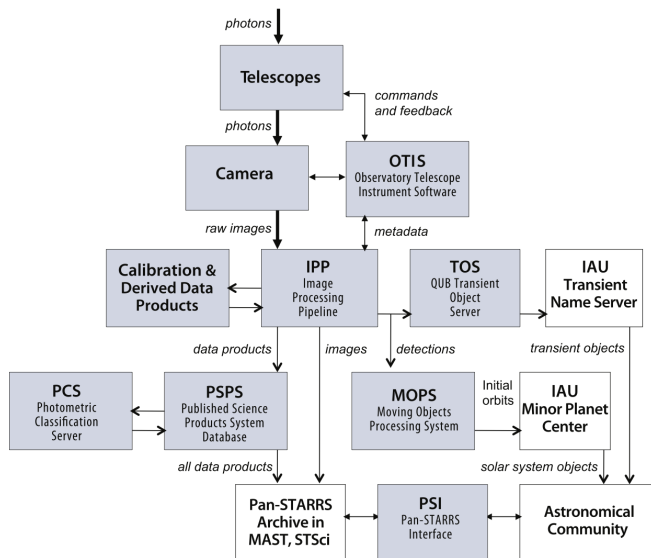 photons
Telescopes
commands
and feedback
photons
Camera
OTIS
Observatory Telescope
Instrument Software
raw images
metadata
Calibration &
Derived Data
Products
IPP
Image
Processing
Pipeline
TOS
QUB Transient
Object
Server
IAU
Transient
Name Server
data products
images
detections
transient objects
PCS
Photometric
Classification
Server
PSPS
Published Science
Products System
Database
MOPS
Moving Objects
Processing System
Initial
orbits
IAU
Minor Planet
Center
all data products
solar system objects
Pan-STARRS
Archive in
MAST, STSci
PSI
Pan-STARRS
Interface
Astronomical
Community